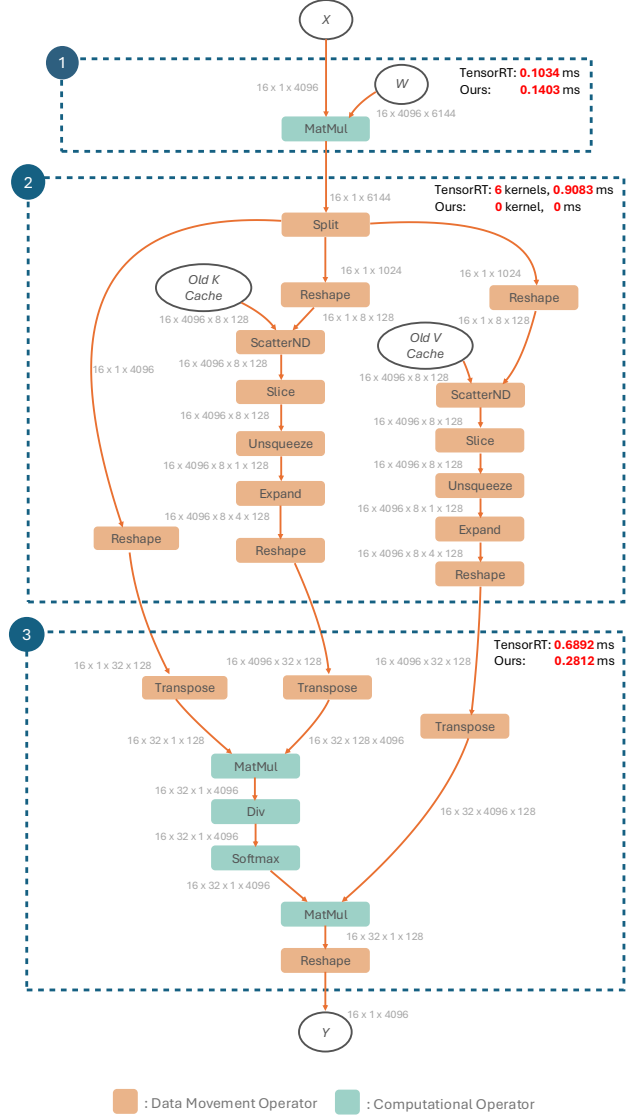 X
1
TensorRT: 0.1034 ms
Ours: 0.1403 ms
W
16 x 1 x 4096
16 x 4096 x 6144
MatMul
2
TensorRT: 6 kernels, 0.9083 ms
Ours: 0 kernel, 0 ms
16 x 1 x 6144
Split
16 x 1 x 1024
16 x 1 x 1024
Old K
Cache
Reshape
Reshape
16 x 4096 x 8 x 128
16 x 1 x 8 x 128
16 x 1 x 8 x 128
Old V
Cache
ScatterND
16 x 4096 x 8 x 128
16 x 1 x 4096
16 x 4096 x 8 x 128
Slice
ScatterND
16 x 4096 x 8 x 128
16 x 4096 x 8 x 128
Unsqueeze
Slice
16 x 4096 x 8 x 1 x 128
16 x 4096 x 8 x 128
Expand
Unsqueeze
16 x 4096 x 8 x 4 x 128
16 x 4096 x 8 x 1 x 128
Reshape
Reshape
Expand
16 x 4096 x 8 x 4 x 128
Reshape
3
TensorRT: 0.6892 ms
Ours: 0.2812 ms
16 x 1 x 32 x 128
16 x 4096 x 32 x 128
16 x 4096 x 32 x 128
Transpose
Transpose
Transpose
16 x 32 x 1 x 128
16 x 32 x 128 x 4096
MatMul
16 x 32 x 1 x 4096
Div
16 x 32 x 4096 x 128
16 x 32 x 1 x 4096
Softmax
16 x 32 x 1 x 4096
MatMul
16 x 32 x 1 x 128
Reshape
16 x 1 x 4096
Y
: Data Movement Operator
: Computational Operator